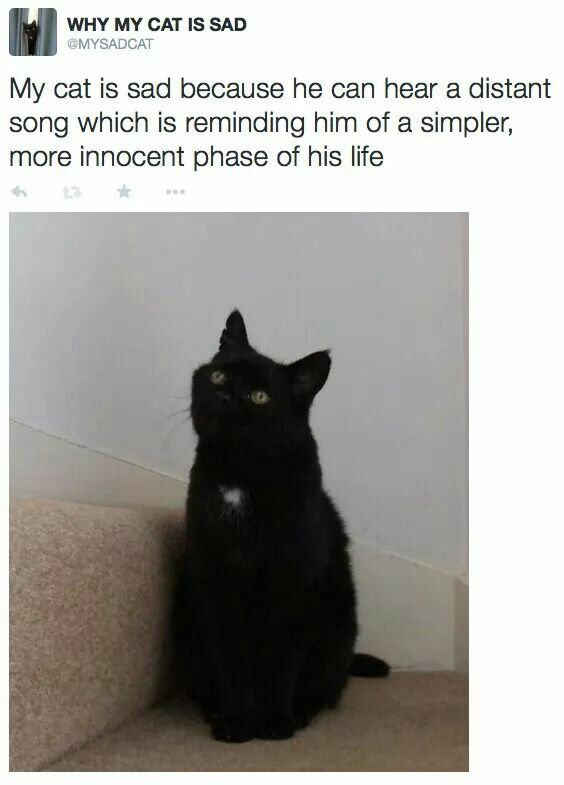 WHY MY CAT IS SAD
@MYSADCAT
My cat is sad because he can hear a distant
song which is reminding him of a simpler,
more innocent phase of his life